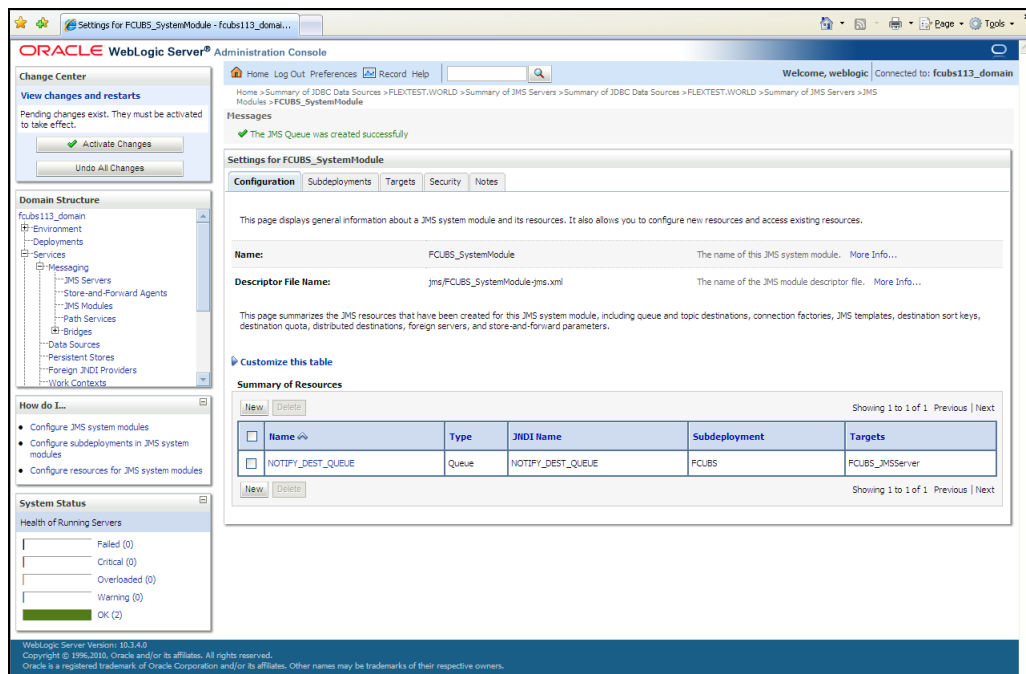 Settings for FCUBS_SystemModule - fcubs113_domai...
Page Tools
ORACLE WebLogic Server® Administration Console
Change Center
View changes and restarts
Pending changes exist. They must be activated
to take effect.
Activate Changes
Undo All Changes
Domain Structure
fcubs113_domain
Environment
Deployments
Services
Messaging
JMS Servers
Store-and-Forward Agents
JMS Modules
Path Services
Bridges
Data Sources
Persistent Stores
Foreign JNDI Providers
Work Contexts
How do I...
Configure JMS system modules
Configure subdeployments in JMS system
modules
Configure resources for JMS system modules
System Status
Health of Running Servers
Failed (0)
Critical (0)
Overloaded (0)
Warning (0)
OK (2)
Home Log Out Preferences Record Help
Welcome, weblogic Connected to: fcubs113_domain
Home >Summary of JDBC Data Sources >FLEXTEST.WORLD >Summary of JMS Servers >Summary of JDBC Data Sources >FLEXTEST.WORLD >Summary of JMS Servers >JMS
Modules >FCUBS_SystemModule
Messages
The JMS Queue was created successfully
Settings for FCUBS_SystemModule
Configuration Subdeployments Targets Security Notes
This page displays general information about a JMS system module and its resources. It also allows you to configure new resources and access existing resources.
Name: FCUBS_SystemModule The name of this JMS system module. More Info...
Descriptor File Name: jms/FCUBS_SystemModule-jms.xml The name of the JMS module descriptor file. More Info...
This page summarizes the JMS resources that have been created for this JMS system module, including queue and topic destinations, connection factories, JMS templates, destination sort keys,
destination quota, distributed destinations, foreign servers, and store-and-forward parameters.
Customize this table
Summary of Resources
New Delete Showing 1 to 1 of 1 Previous | Next
Name Type JNDI Name Subdeployment Targets
NOTIFY_DEST_QUEUE Queue NOTIFY_DEST_QUEUE FCUBS FCUBS_JMSServer
New Delete Showing 1 to 1 of 1 Previous | Next
WebLogic Server Version: 10.3.4.0
Copyright © 1996,2010, Oracle and/or its affiliates. All rights reserved.
Oracle is a registered trademark of Oracle Corporation and/or its affiliates. Other names may be trademarks of their respective owners.